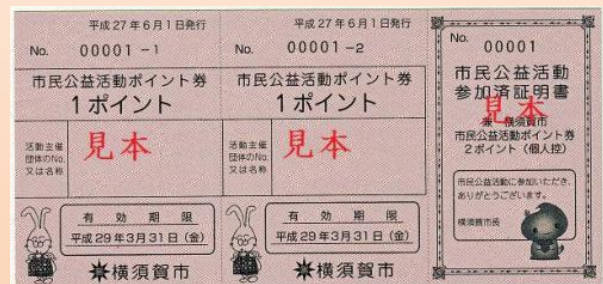 平成27年6月1日発行
No. 00001-1
市民公益活動ポイント券
1ポイント
活動主催
団体のNo.
又は名称
見本
有効期限
平成29年3月31日(金)
横須賀市
平成27年6月1日発行
No. 00001-2
市民公益活動ポイント券
1ポイント
活動主催
団体のNo.
又は名称
見本
有効期限
平成29年3月31日(金)
横須賀市
No. 00001
市民公益活動
参加済証明書
見本
兼 横須賀市
市民公益活動ポイント券
2ポイント(個人控)
市民公益活動に参加いただき、
ありがとうございます。
横須賀市長